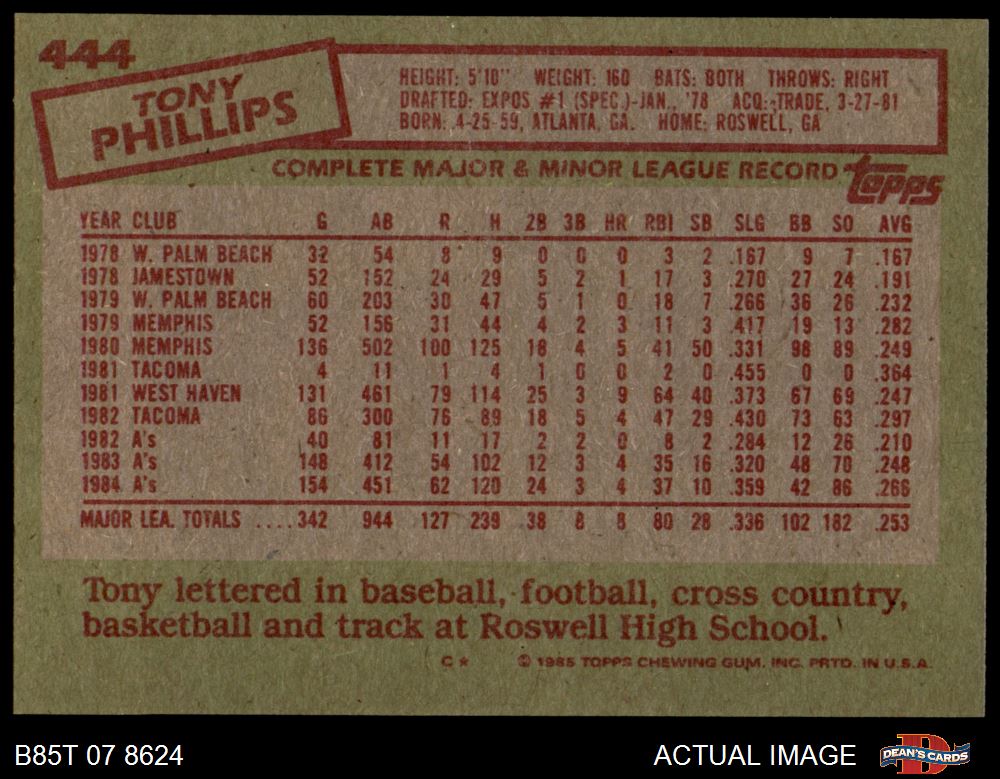 444
TONY
PHILLIPS
HEIGHT: 5'10" WEIGHT: 160 BATS: BOTH THROWS: RIGHT
DRAFTED: EXPOS #1 (SPEC.)-JAN., '78 ACQ: TRADE, 3-27-81
BORN: 4-25-59, ATLANTA, GA. HOME: ROSWELL, GA
COMPLETE MAJOR & MINOR LEAGUE RECORD topps
YEAR CLUB G AB R H 2B 3B HR RBI SB SLG BB SO AVG
1978 W. PALM BEACH 32 54 8 9 0 0 0 3 2 .167 9 7 .167
1978 JAMESTOWN 52 152 24 29 5 2 1 17 3 .270 27 24 .191
1979 W. PALM BEACH 60 203 30 47 5 1 0 18 7 .266 36 26 .232
1979 MEMPHIS 52 156 31 44 4 2 3 11 3 .417 19 13 .282
1980 MEMPHIS 136 502 100 125 18 4 5 41 50 .331 98 89 .249
1981 TACOMA 4 11 1 4 1 0 0 2 0 .455 0 0 .364
1981 WEST HAVEN 131 461 79 114 25 3 9 64 40 .373 67 69 .247
1982 TACOMA 86 300 76 89 18 5 4 47 29 .430 73 63 .297
1982 A's 40 81 11 17 2 2 0 8 2 .284 12 26 .210
1983 A's 148 412 54 102 12 3 4 35 16 .320 48 70 .248
1984 A's 154 451 62 120 24 3 4 37 10 .359 42 86 .266
MAJOR LEA. TOTALS ....342 944 127 239 38 8 8 80 28 .336 102 182 .253
Tony lettered in baseball, football, cross country,
basketball and track at Roswell High School.
C* © 1985 TOPPS CHEWING GUM, INC. PRTD. IN U.S.A.
B85T 07 8624 ACTUAL IMAGE DEAN'S CARDS